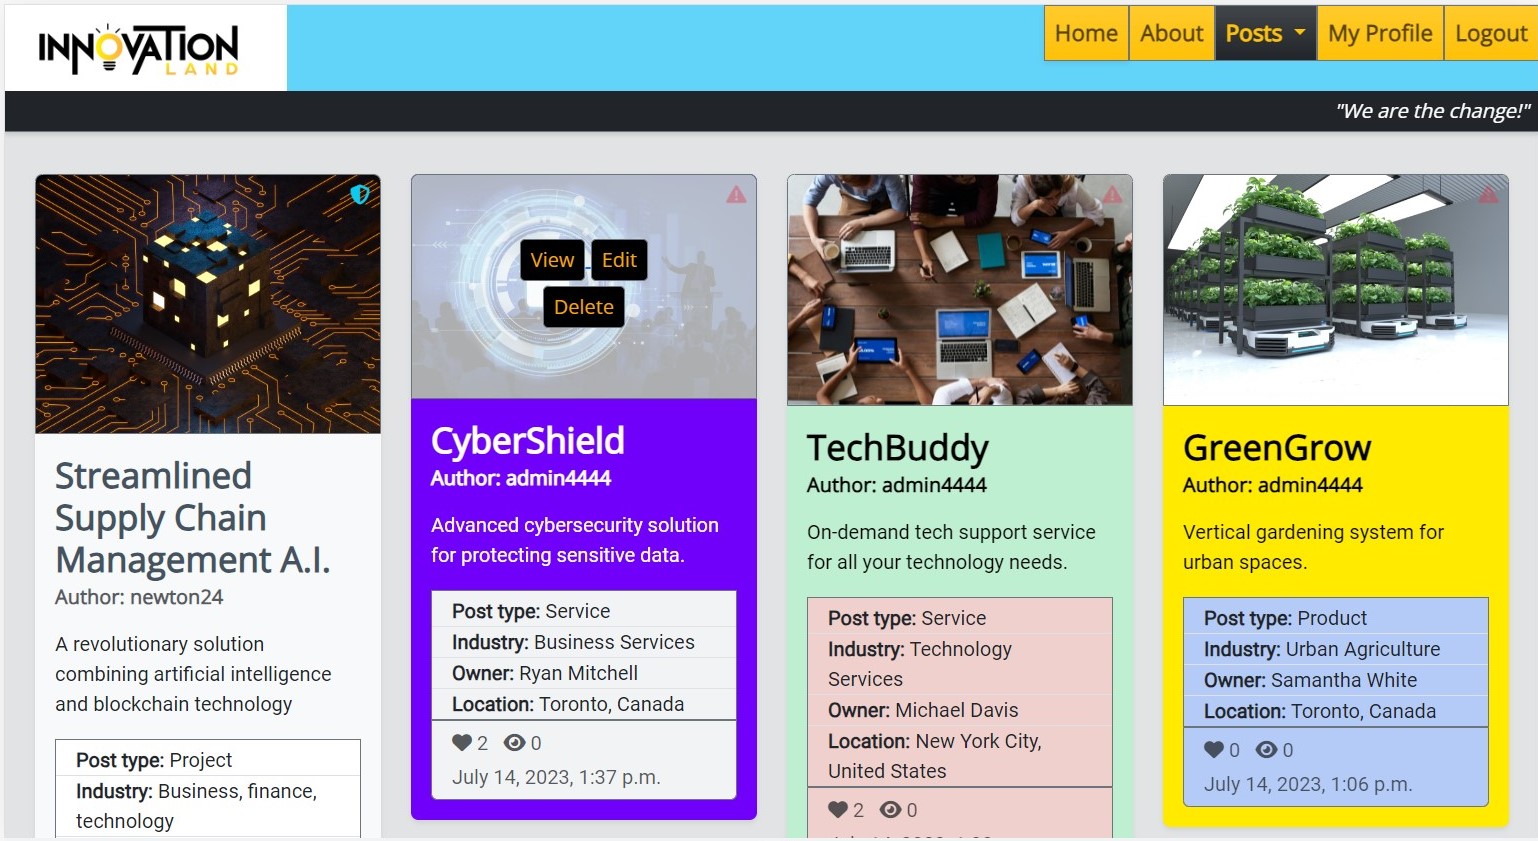 INNOVATION
LAND
Home About Posts My Profile Logout
"We are the change!"
Streamlined
Supply Chain
Management A.I.
Author: newton24
A revolutionary solution
combining artificial intelligence
and blockchain technology
Post type: Project
Industry: Business, finance,
technology
View Edit
Delete
CyberShield
Author: admin4444
Advanced cybersecurity solution
for protecting sensitive data.
Post type: Service
Industry: Business Services
Owner: Ryan Mitchell
Location: Toronto, Canada
2 0
July 14, 2023, 1:37 p.m.
TechBuddy
Author: admin4444
On-demand tech support service
for all your technology needs.
Post type: Service
Industry: Technology
Services
Owner: Michael Davis
Location: New York City,
United States
2 0
GreenGrow
Author: admin4444
Vertical gardening system for
urban spaces.
Post type: Product
Industry: Urban Agriculture
Owner: Samantha White
Location: Toronto, Canada
0 0
July 14, 2023, 1:06 p.m.